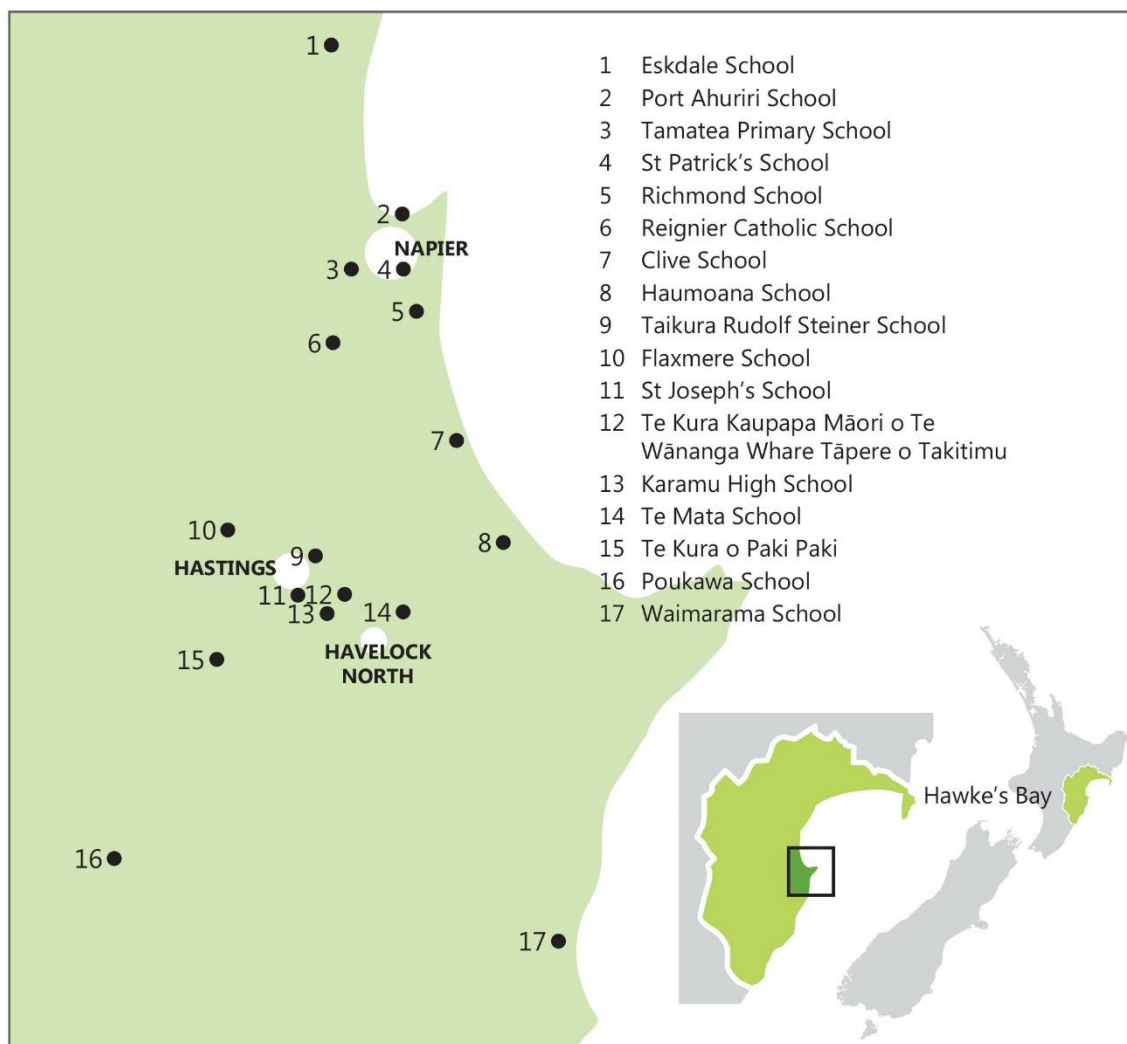 1
2
NAPIER
3
4
5
6
7
10
9
8
HASTINGS
11
12
13
14
HAVELOCK
NORTH
15
16
17
1 Eskdale School
2 Port Ahuriri School
3 Tamatea Primary School
4 St Patrick's School
5 Richmond School
6 Reignier Catholic School
7 Clive School
8 Haumoana School
9 Taikura Rudolf Steiner School
10 Flaxmere School
11 St Joseph's School
12 Te Kura Kaupapa Māori o Te
Wānanga Whare Tāpere o Takitimu
13 Karamu High School
14 Te Mata School
15 Te Kura o Paki Paki
16 Poukawa School
17 Waimarama School
Hawke's Bay